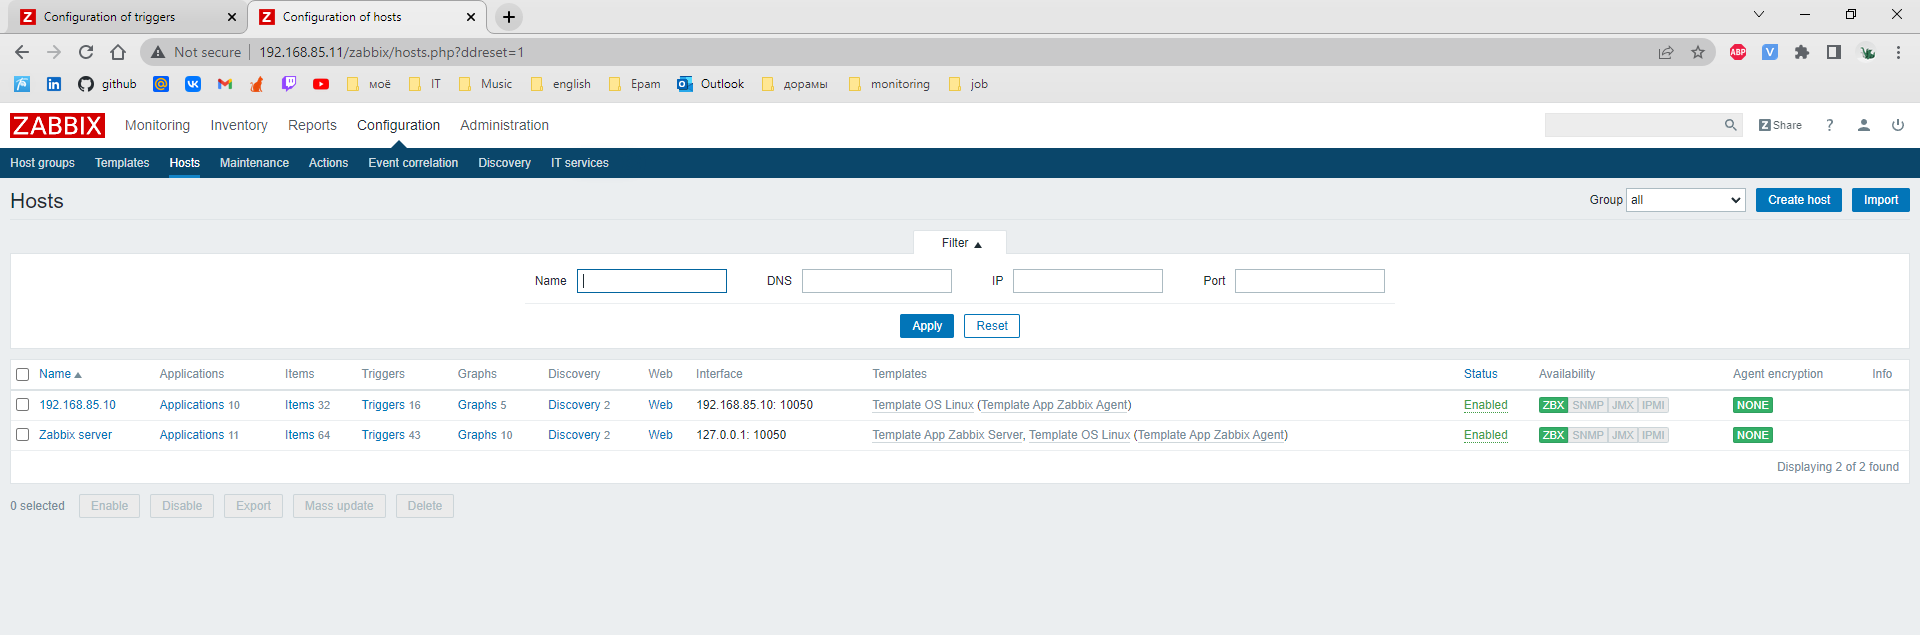 Configuration of triggers
Configuration of hosts
Not secure 192.168.85.11/zabbix/hosts.php?ddreset=1
ABP V
in github @ VK моё IT Music english Epam Outlook дорамы monitoring job
ZABBIX Monitoring Inventory Reports Configuration Administration Z Share ?
Host groups Templates Hosts Maintenance Actions Event correlation Discovery IT services
Hosts Group all Create host Import
Filter ▲
Name DNS IP Port
Apply Reset
Name ▲ Applications Items Triggers Graphs Discovery Web Interface Templates Status Availability Agent encryption Info
192.168.85.10 Applications 10 Items 32 Triggers 16 Graphs 5 Discovery 2 Web 192.168.85.10: 10050 Template OS Linux (Template App Zabbix Agent) Enabled ZBX SNMP JMX IPMI NONE
Zabbix server Applications 11 Items 64 Triggers 43 Graphs 10 Discovery 2 Web 127.0.0.1: 10050 Template App Zabbix Server, Template OS Linux (Template App Zabbix Agent) Enabled ZBX SNMP JMX IPMI NONE
Displaying 2 of 2 found
0 selected Enable Disable Export Mass update Delete